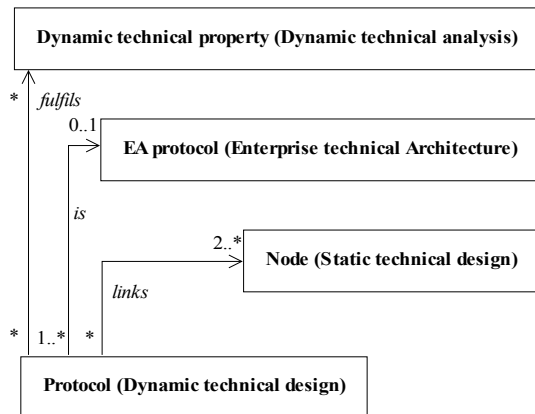 Dynamic technical property (Dynamic technical analysis)
* fulfils
0..1
EA protocol (Enterprise technical Architecture)
is
2..*
Node (Static technical design)
links
* 1..* *
Protocol (Dynamic technical design)